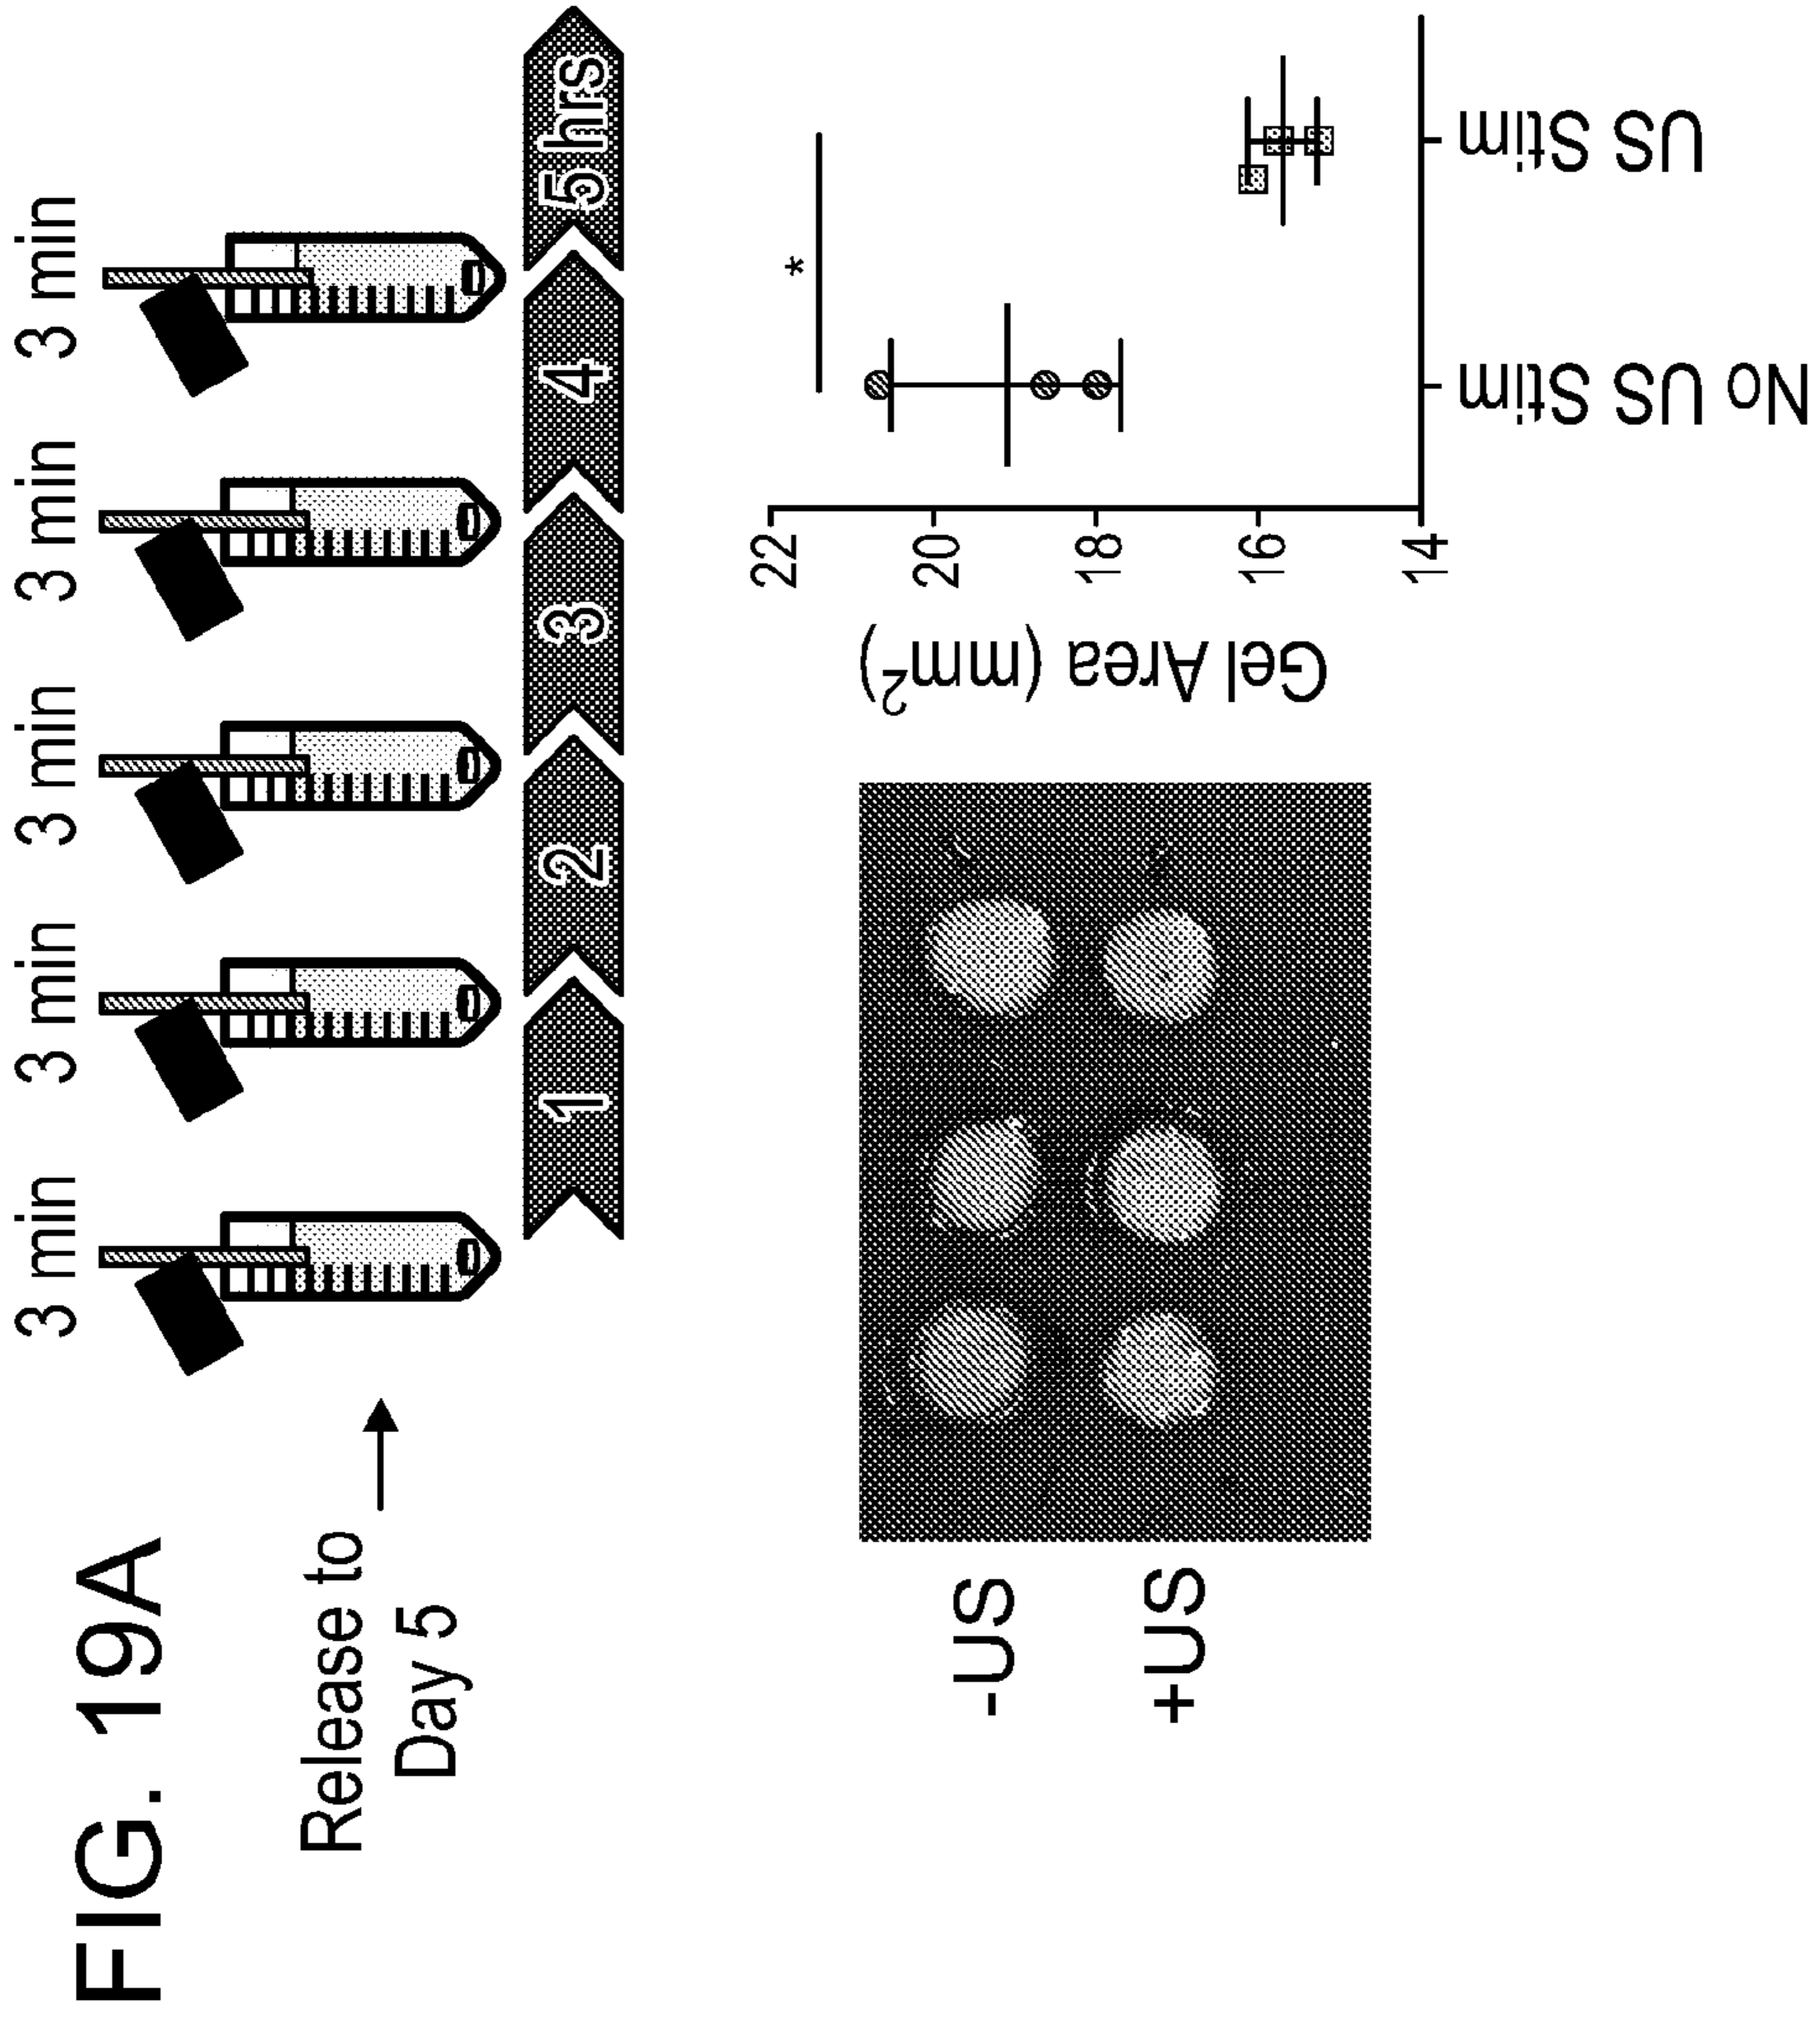 FIG. 19A
3 min
3 min
3 min
3 min
3 min
Release to
Day 5
1
2
3
4
5 hrs
-US
+US
Gel Area (mm²)
22
20
18
16
14
*
No US Stim
US Stim